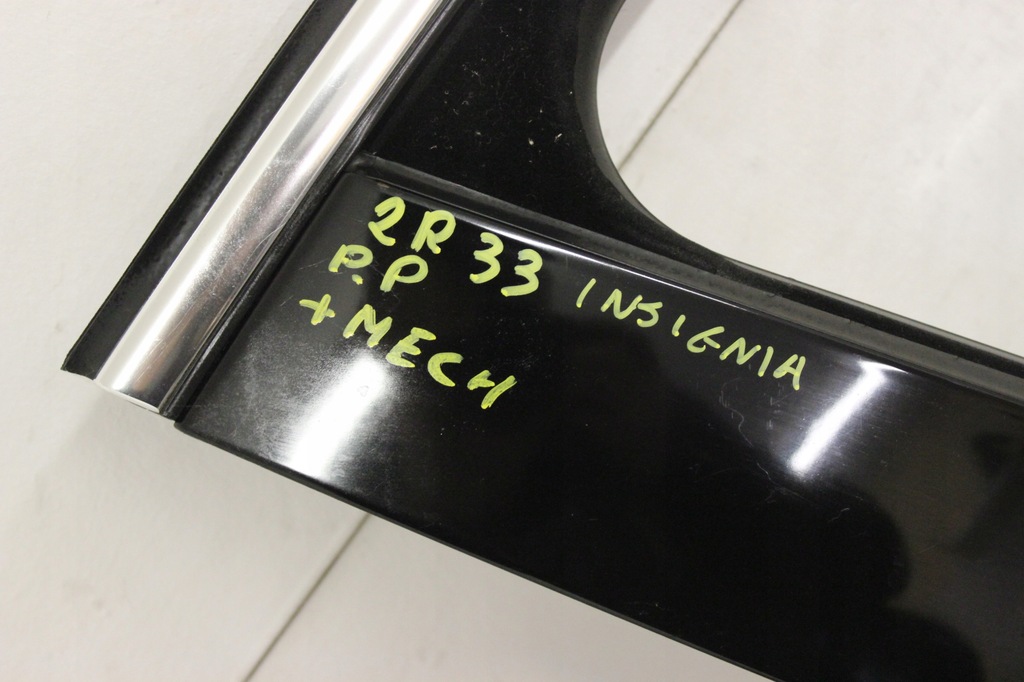 2R 33 INSIGNIA
P.P
+MECH